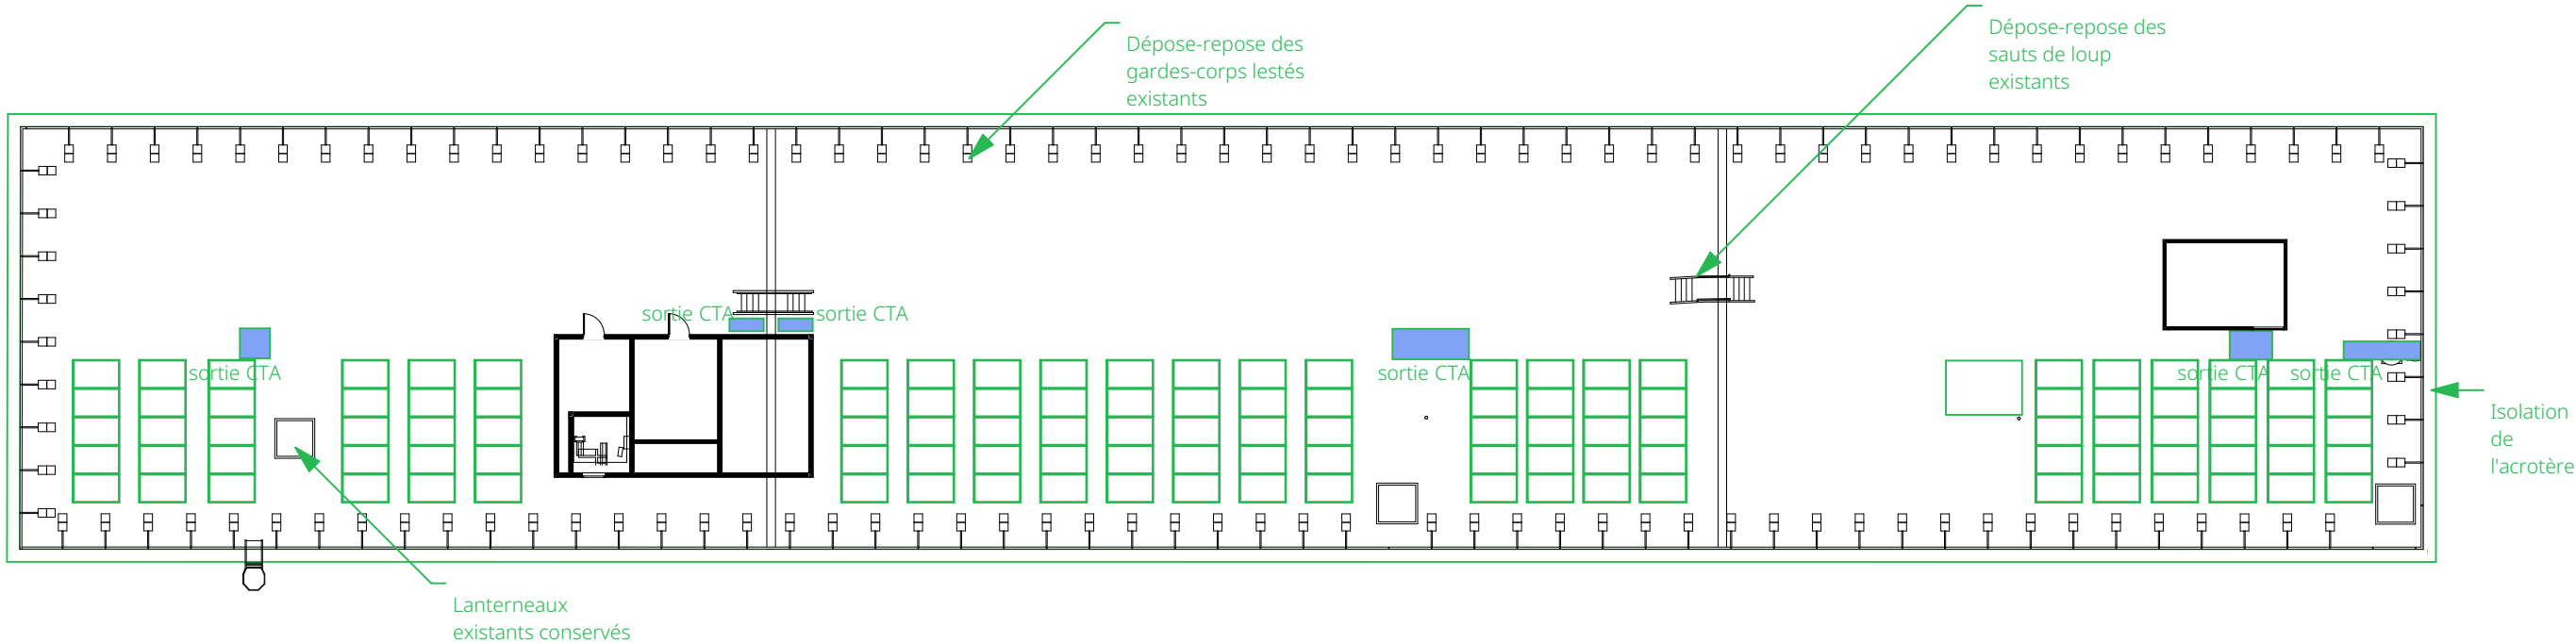 Dépose-repose des
gardes-corps lestés
existants
Dépose-repose des
sauts de loup
existants
sortie CTA
sortie CTA
sortie CTA
sortie CTA
sortie CTA
sortie CTA
Isolation
de
l'acrotère
Lanterneaux
existants conservés